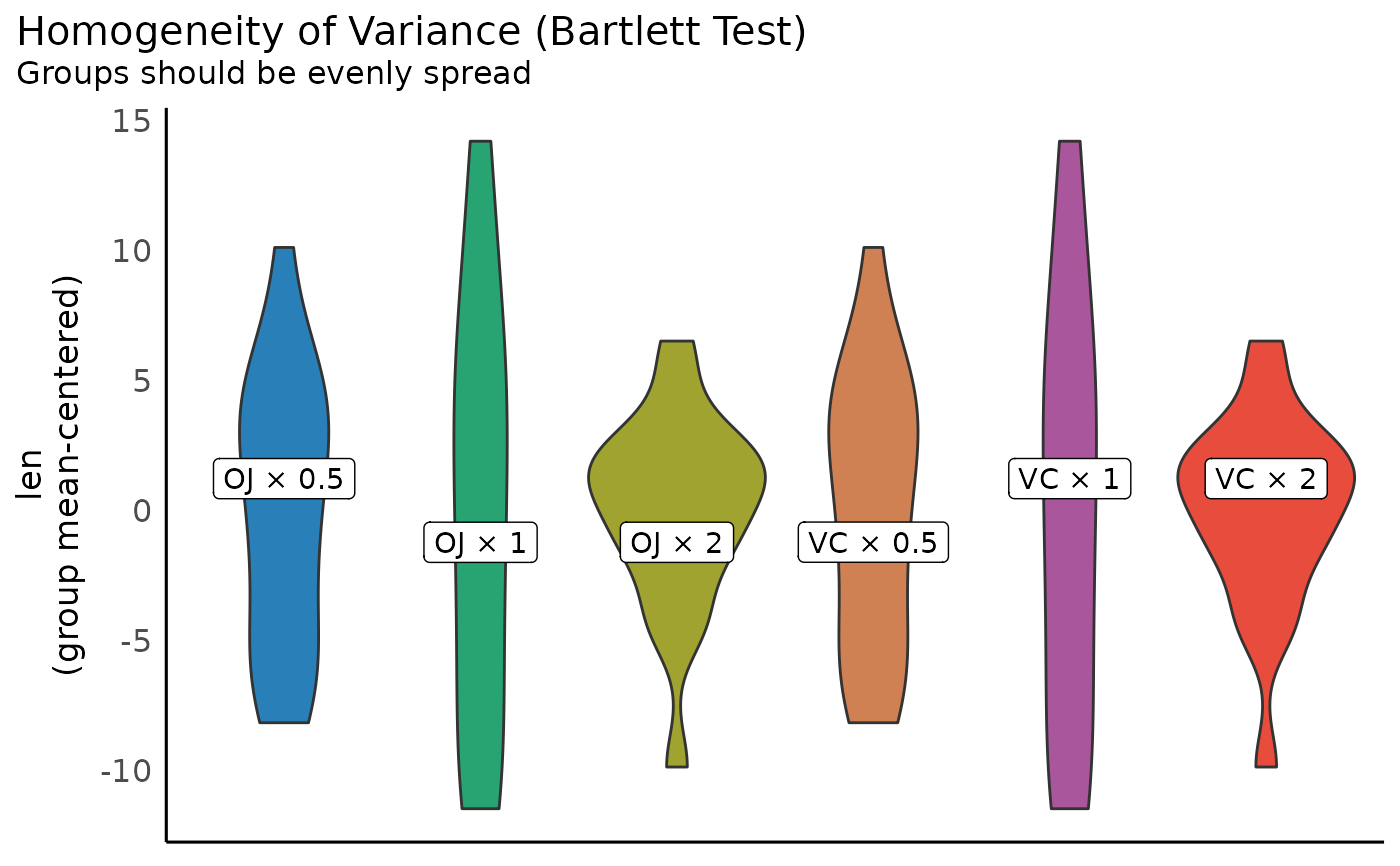 Homogeneity of Variance (Bartlett Test)
Groups should be evenly spread
len
(group mean-centered)
15
10
5
0
-5
-10
OJ × 0.5
OJ × 1
OJ × 2
VC × 0.5
VC × 1
VC × 2